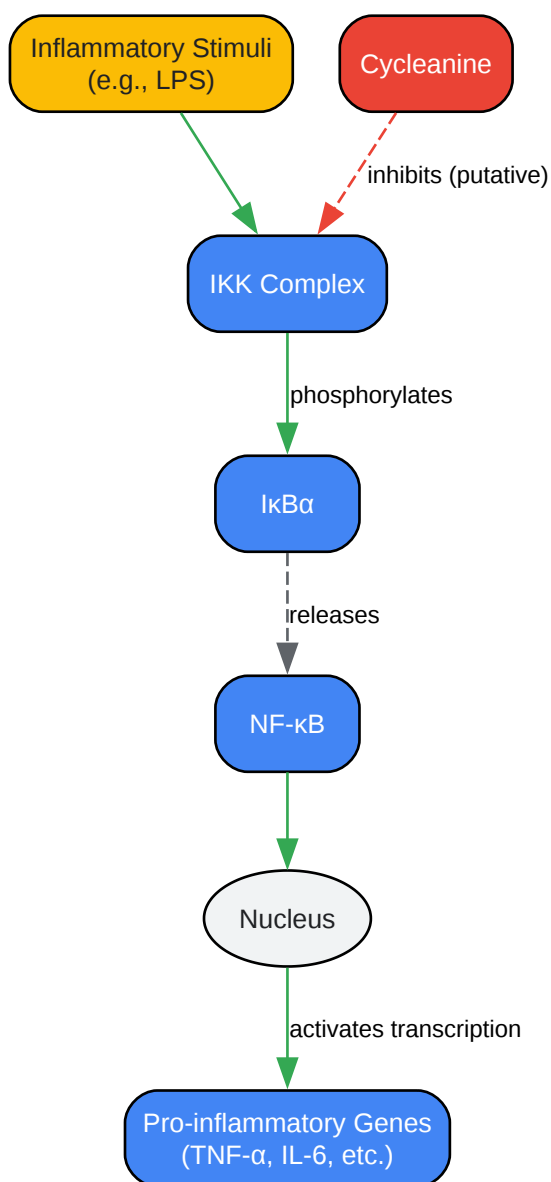 Inflammatory Stimuli
(e.g., LPS)
Cycleanine
inhibits (putative)
IKK Complex
phosphorylates
IκBα
releases
NF-κB
Nucleus
activates transcription
Pro-inflammatory Genes
(TNF-α, IL-6, etc.)